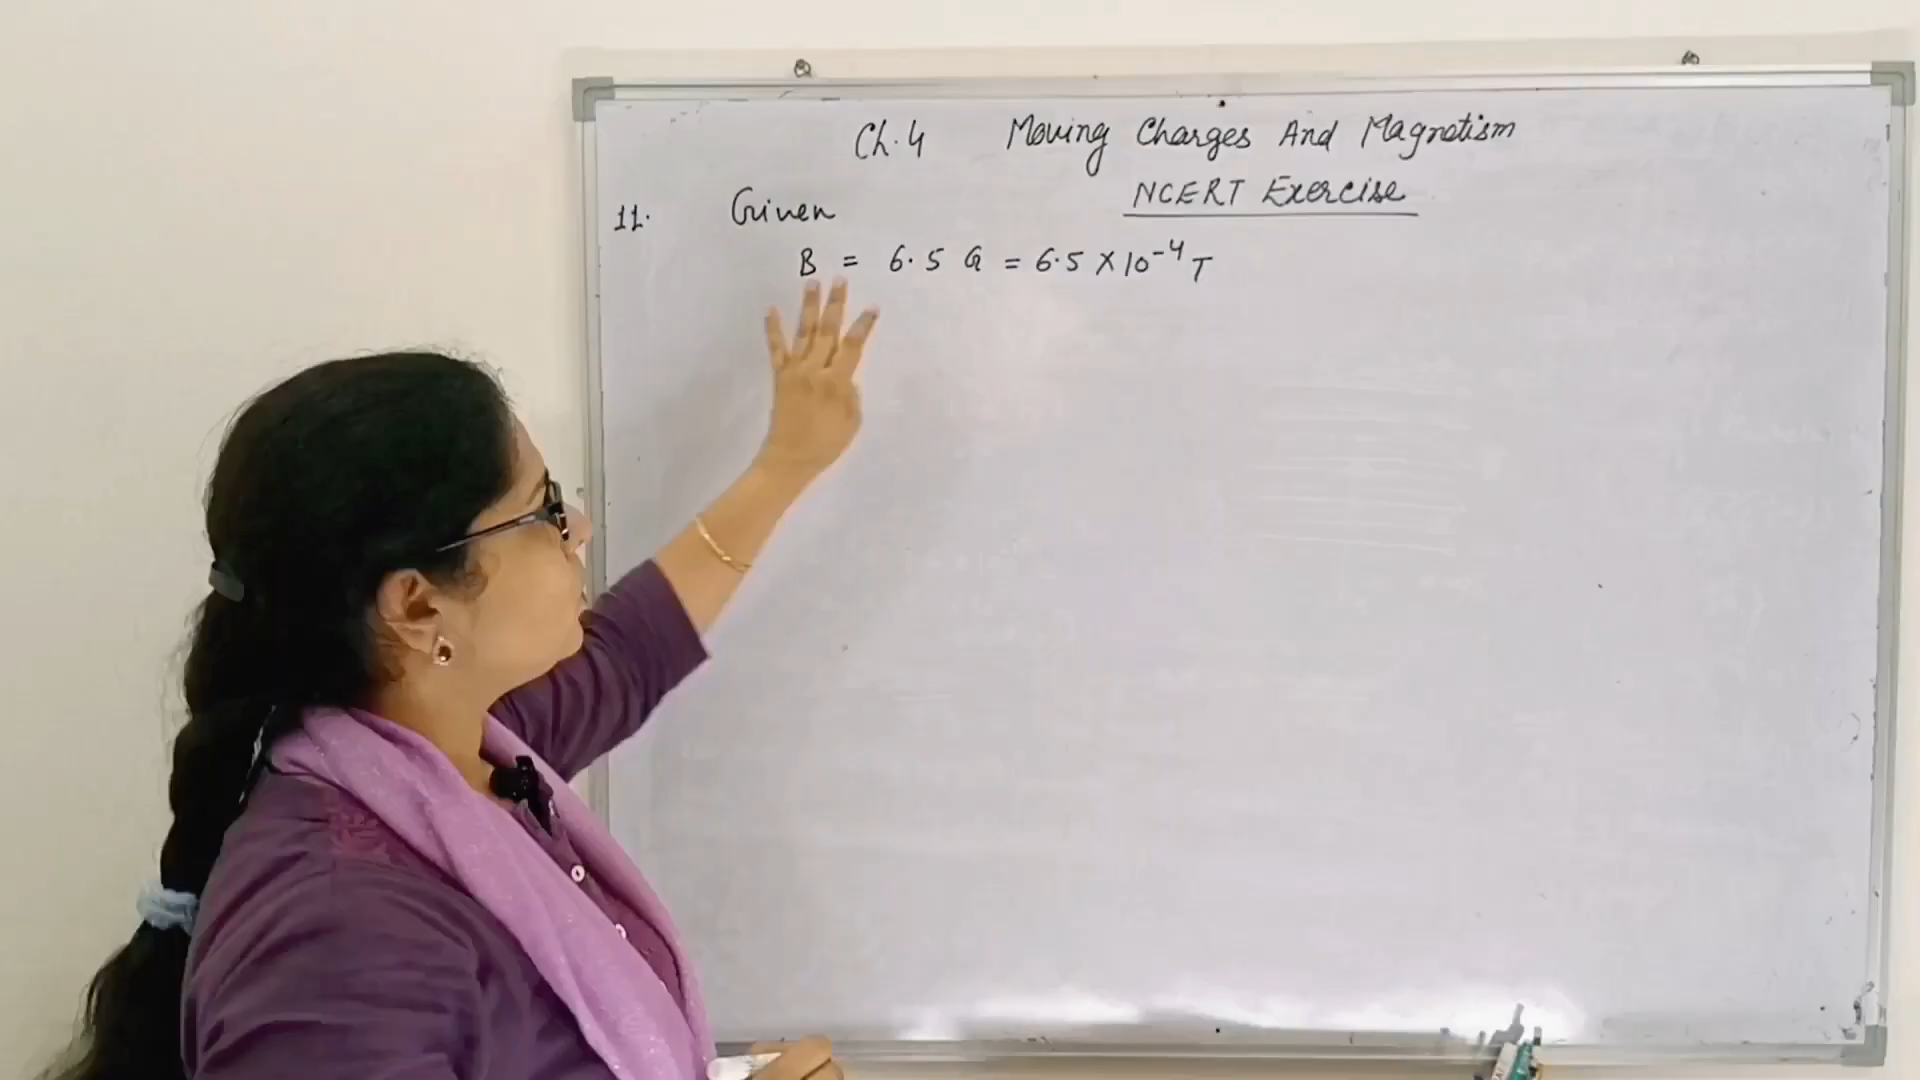 Ch. 4 Moving Charges And Magnetism
NCERT Exercise
11. Given
B = 6.5 G = 6.5 × 10⁻⁴ T